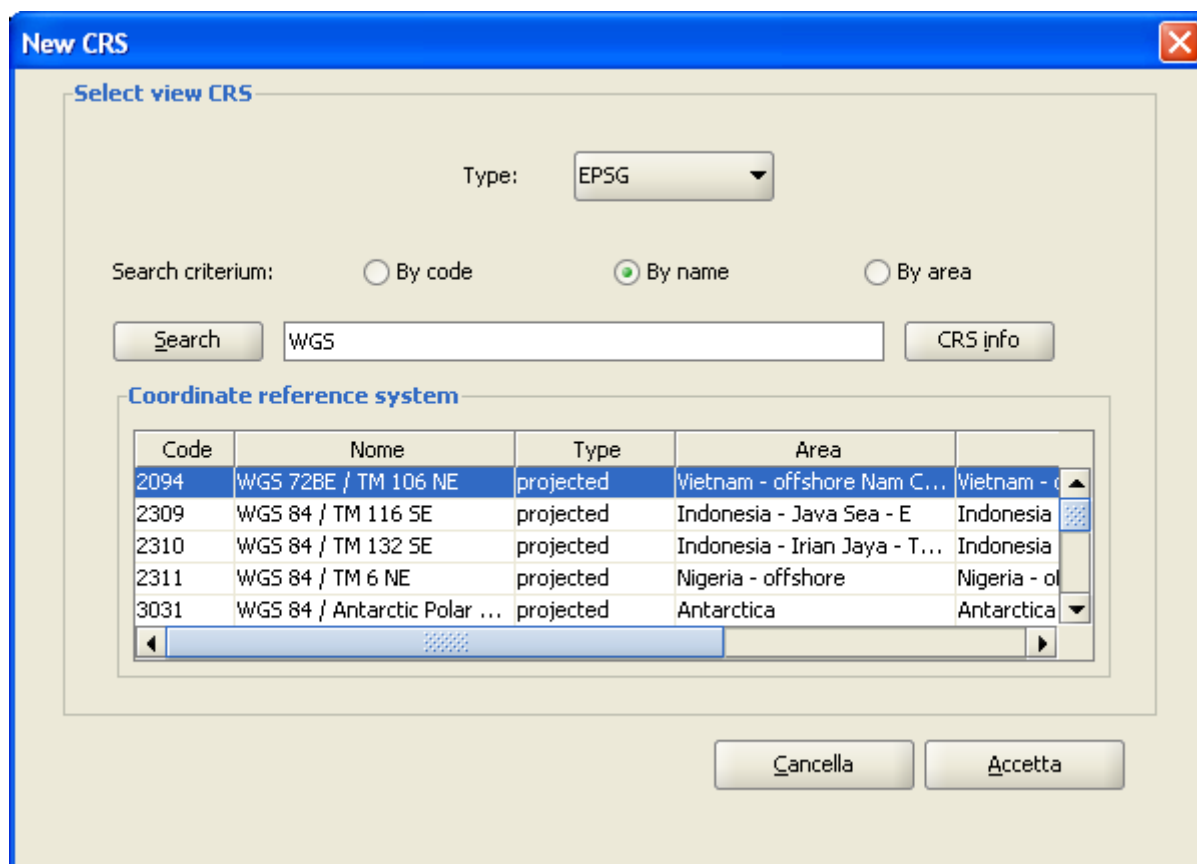 New CRS
Select view CRS
Type: EPSG
Search criterium: By code By name By area
Search WGS CRS info
Coordinate reference system
Code Nome Type Area
2094 WGS 72BE / TM 106 NE projected Vietnam - offshore Nam C... Vietnam - o
2309 WGS 84 / TM 116 SE projected Indonesia - Java Sea - E Indonesia
2310 WGS 84 / TM 132 SE projected Indonesia - Irian Jaya - T... Indonesia
2311 WGS 84 / TM 6 NE projected Nigeria - offshore Nigeria - of
3031 WGS 84 / Antarctic Polar ... projected Antarctica Antarctica
Cancella Accetta